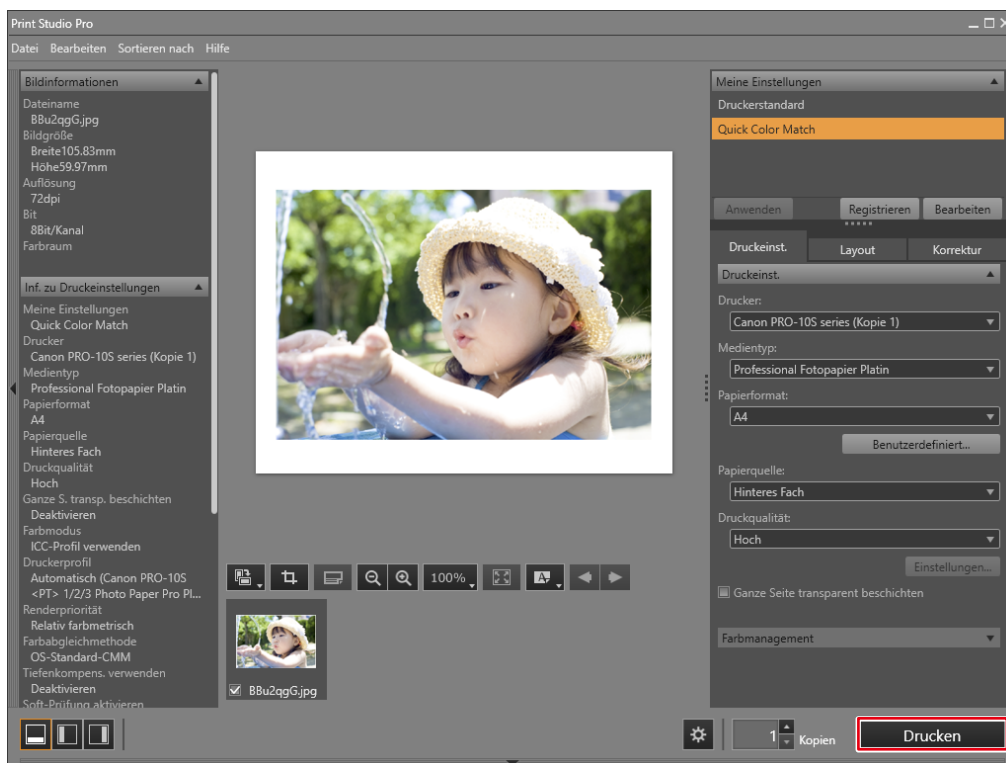 Print Studio Pro
Datei Bearbeiten Sortieren nach Hilfe
Bildinformationen
Dateiname
BBu2qgG.jpg
Bildgröße
Breite105.83mm
Höhe59.97mm
Auflösung
72dpi
Bit
8Bit/Kanal
Farbraum
Inf. zu Druckeinstellungen
Meine Einstellungen
Quick Color Match
Drucker
Canon PRO-10S series (Kopie 1)
Medientyp
Professional Fotopapier Platin
Papierformat
A4
Papierquelle
Hinteres Fach
Druckqualität
Hoch
Ganze S. transp. beschichten
Deaktivieren
Farbmodus
ICC-Profil verwenden
Druckerprofil
Automatisch (Canon PRO-10S
<PT> 1/2/3 Photo Paper Pro Pl...
Renderpriorität
Relativ farbmetrisch
Farbabgleichmethode
OS-Standard-CMM
Tiefenkompens. verwenden
Deaktivieren
Soft-Prüfung aktivieren
100%
A
BBu2qgG.jpg
Meine Einstellungen
Druckerstandard
Quick Color Match
Anwenden Registrieren Bearbeiten
Druckeinst. Layout Korrektur
Druckeinst.
Drucker:
Canon PRO-10S series (Kopie 1)
Medientyp:
Professional Fotopapier Platin
Papierformat:
A4
Benutzerdefiniert...
Papierquelle:
Hinteres Fach
Druckqualität:
Hoch
Einstellungen...
Ganze Seite transparent beschichten
Farbmanagement
1 Kopien Drucken